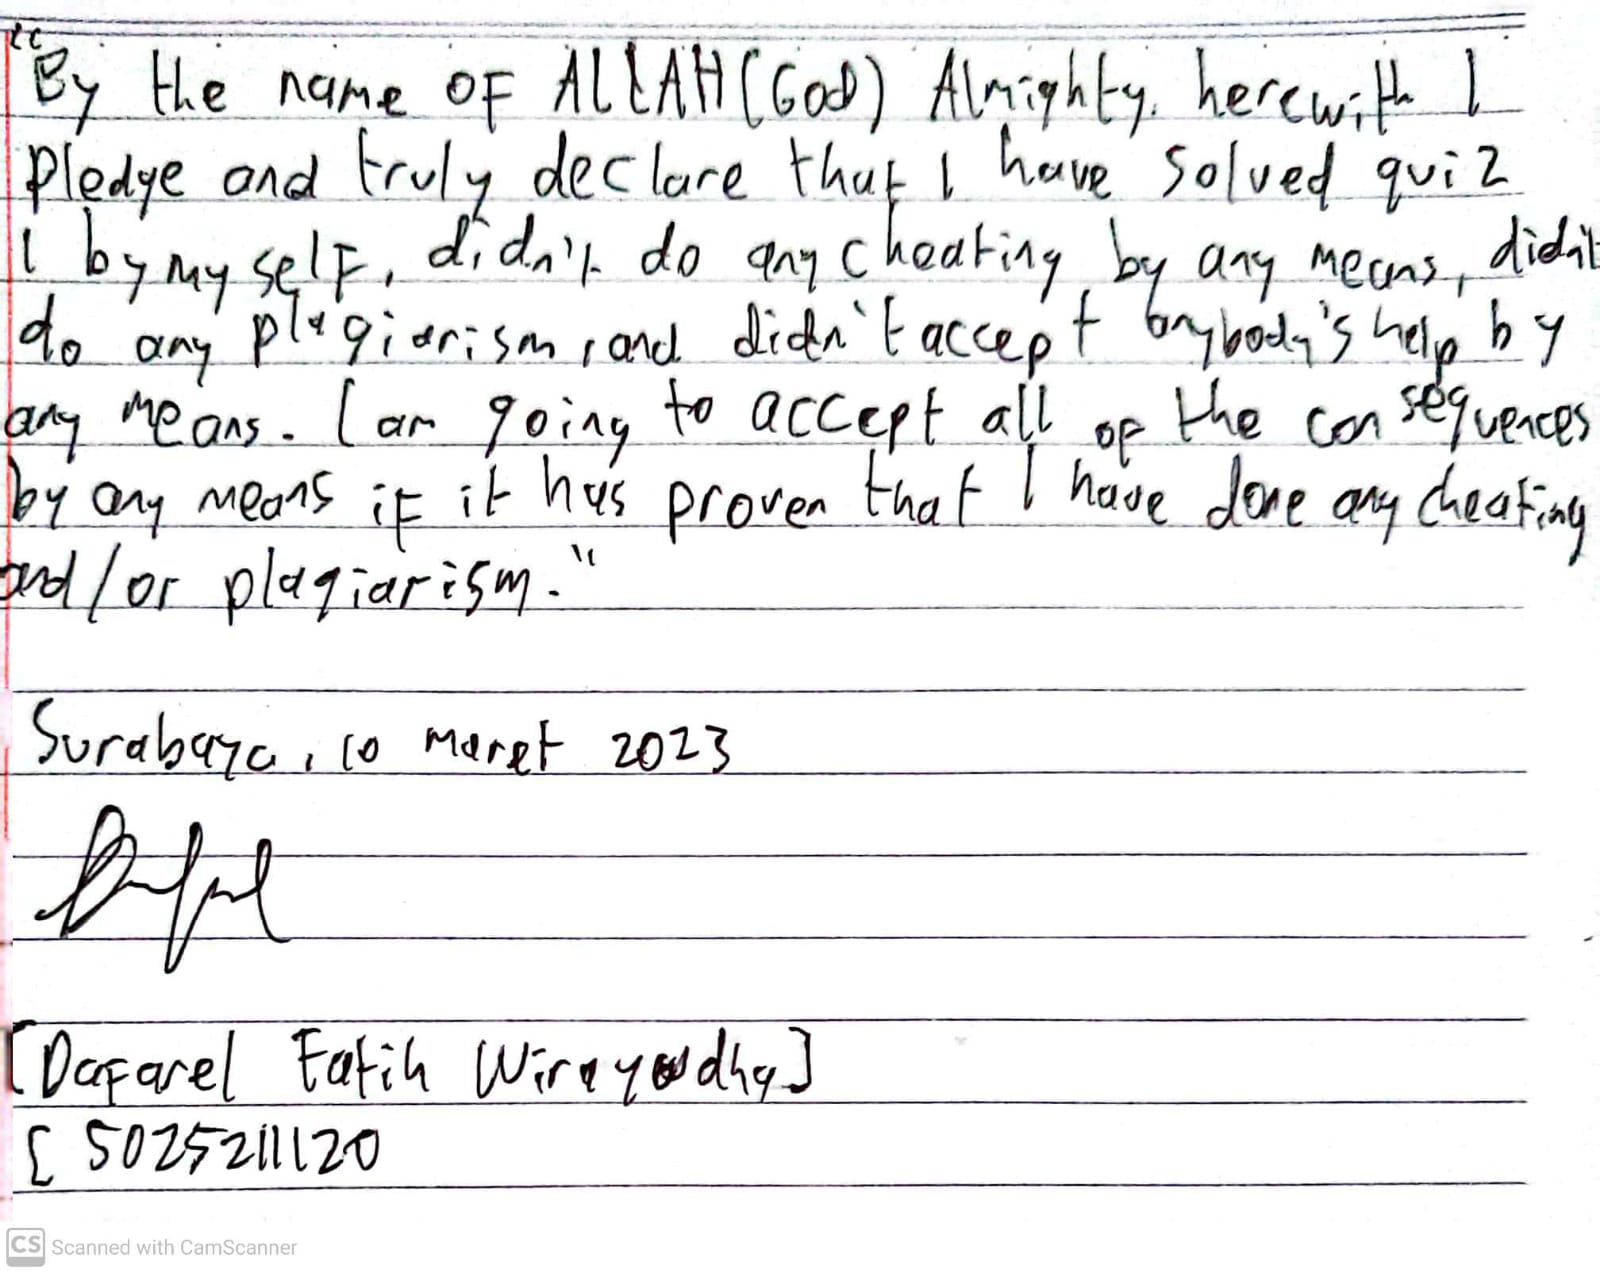 "By the name of ALLAH (God) Almighty. herewith I
pledge and truly declare that I have solved quiz
1 by myself, didn't do any cheating by any means, didn't
do any plagiarism, and didn't accept anybody's help by
any means. I am going to accept all of the consequences
by any means if it has proven that I have done any cheating
and/or plagiarism."
Surabaya, 10 Maret 2023
[Dafarel Fatih Wirayudha]
[ 5025211120
CS Scanned with CamScanner